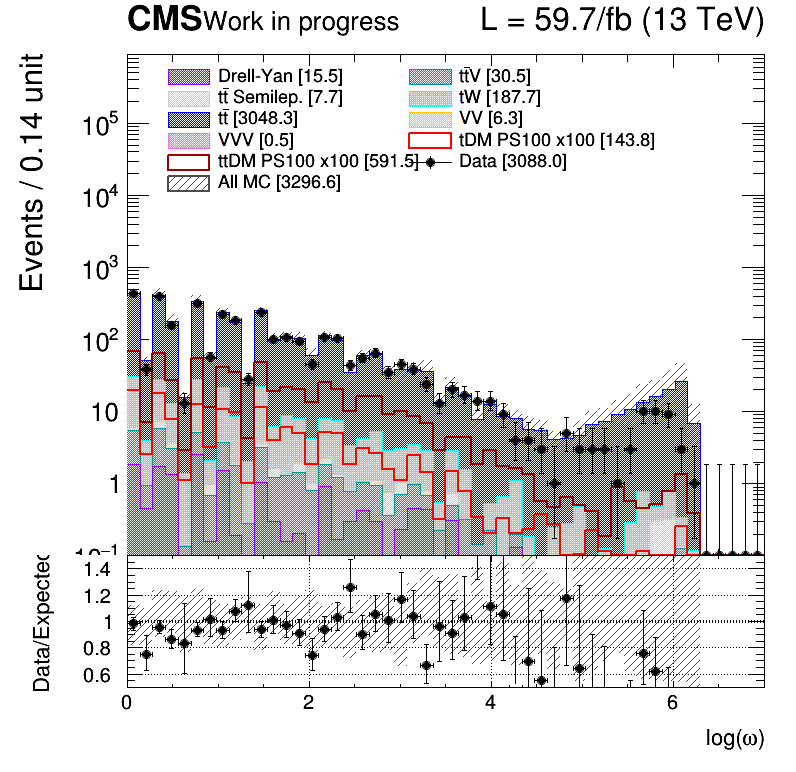 CMS Work in progress L = 59.7/fb (13 TeV)
Events / 0.14 unit
Drell-Yan [15.5] tt̄V [30.5]
tt̄ Semilep. [7.7] tW [187.7]
tt̄ [3048.3] VV [6.3]
VVV [0.5] tDM PS100 x100 [143.8]
ttDM PS100 x100 [591.5] Data [3088.0]
All MC [3296.6]
10⁵
10⁴
10³
10²
10
1
10⁻¹
Data/Expected
1.4
1.2
1
0.8
0.6
0 2 4 6
log(ω)